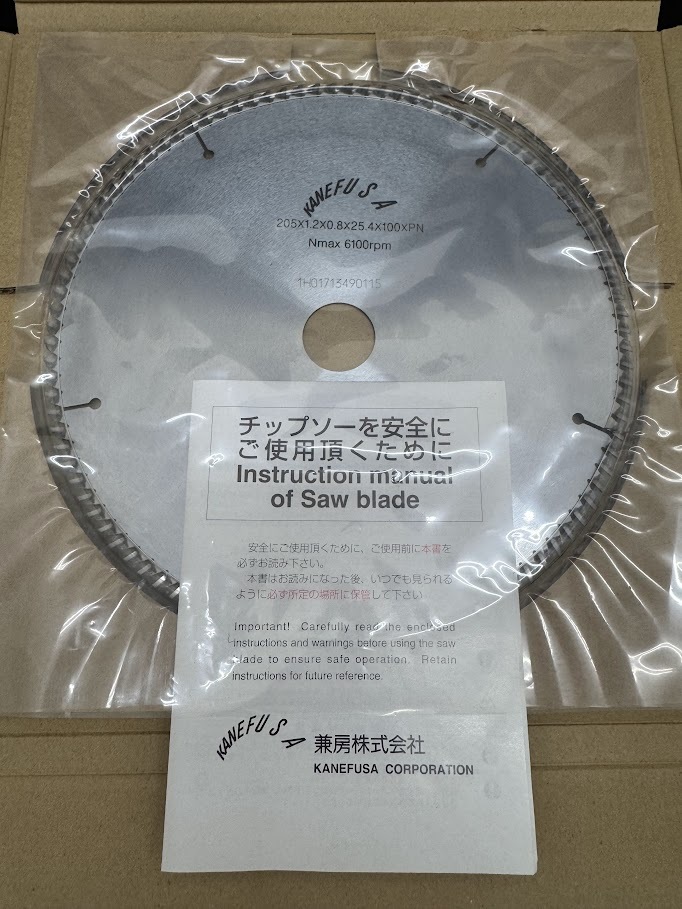 KANEFUSA
205X1.2X0.8X25.4X100XPN
Nmax 6100rpm
1H01713490115
チップソーを安全に
ご使用頂くために
Instruction manual
of Saw blade
安全にご使用頂くために、ご使用前に本書を
必ずお読み下さい。
本書はお読みになった後、いつでも見られる
ように必ず所定の場所に保管して下さい
Important! Carefully read the enclosed
instructions and warnings before using the saw
blade to ensure safe operation. Retain
instructions for future reference.
KANEFUSA 兼房株式会社
KANEFUSA CORPORATION